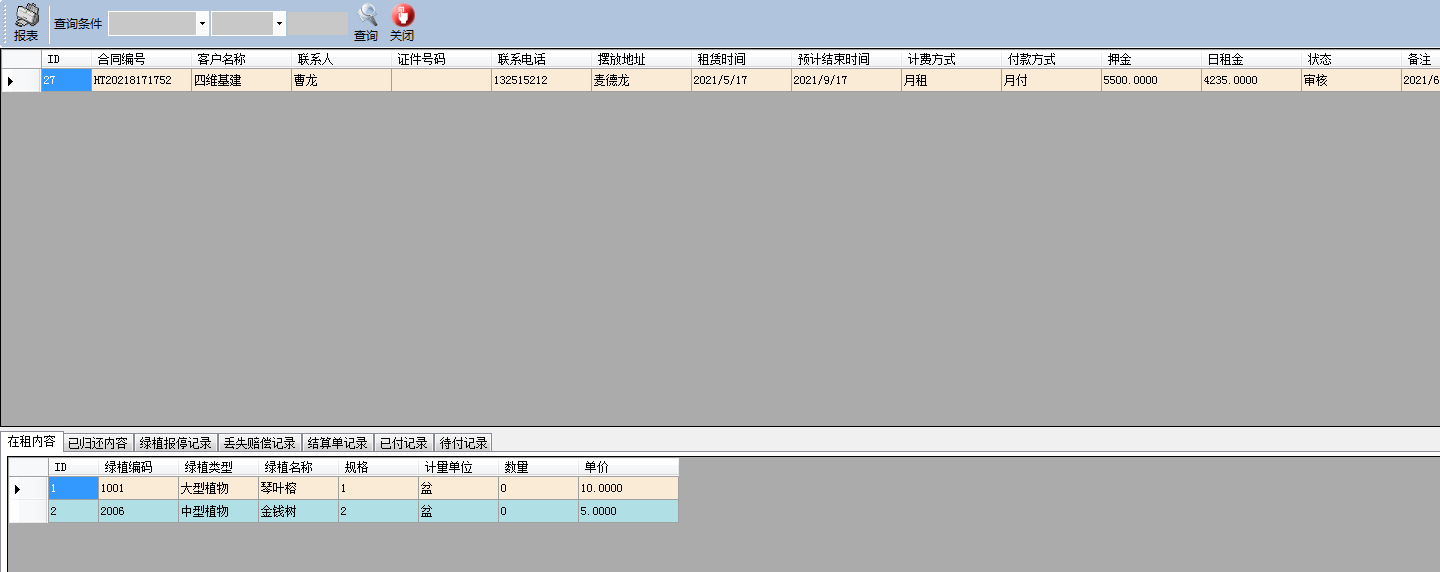 报表 查询条件 查询 关闭
ID 合同编号 客户名称 联系人 证件号码 联系电话 摆放地址 租赁时间 预计结束时间 计费方式 付款方式 押金 日租金 状态 备注
27 HT20218171752 四维基建 曹龙 132515212 麦德龙 2021/5/17 2021/9/17 月租 月付 5500.0000 4235.0000 审核 2021/6
在租内容 已归还内容 绿植报停记录 丢失赔偿记录 结算单记录 已付记录 待付记录
ID 绿植编码 绿植类型 绿植名称 规格 计量单位 数量 单价
1 1001 大型植物 琴叶榕 1 盆 0 10.0000
2 2006 中型植物 金钱树 2 盆 0 5.0000